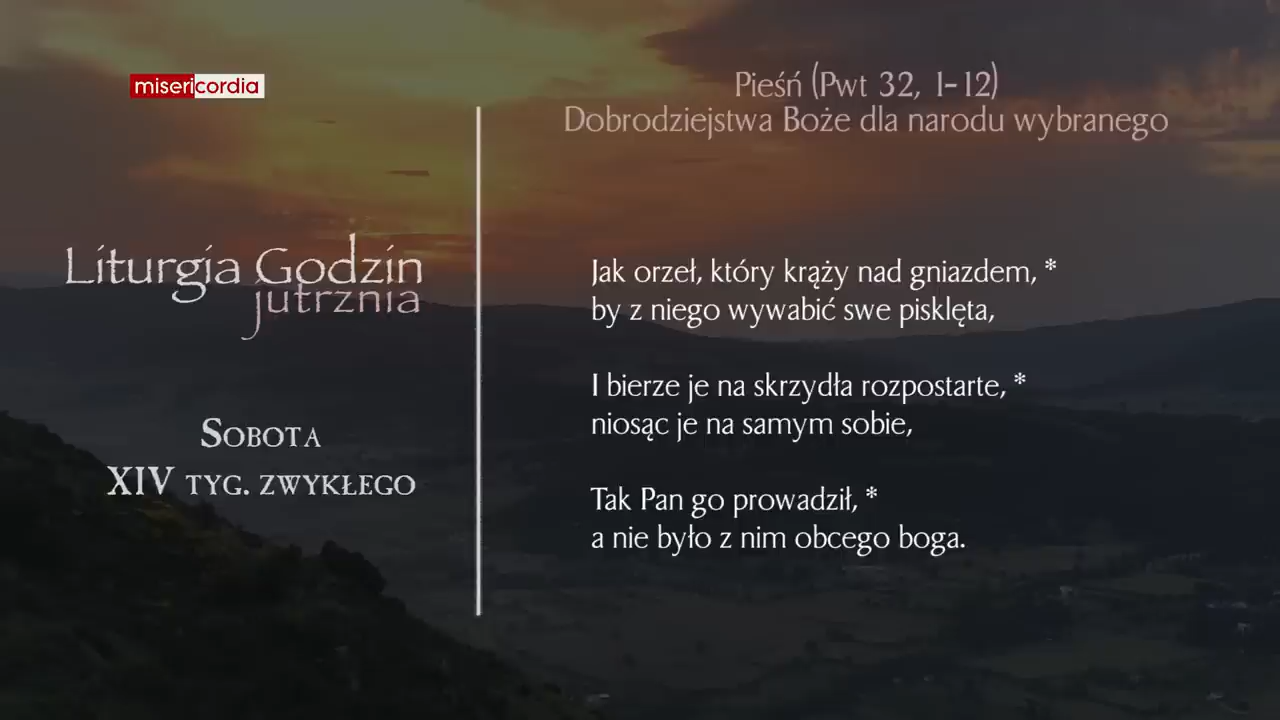 misericordia
Liturgia Godzin
jutrznia
Sobota
XIV tyg. zwykłego
Pieśń (Pwt 32, 1-12)
Dobrodziejstwa Boże dla narodu wybranego
Jak orzeł, który krąży nad gniazdem, *
by z niego wywabić swe pisklęta,
I bierze je na skrzydła rozpostarte, *
niosąc je na samym sobie,
Tak Pan go prowadził, *
a nie było z nim obcego boga.